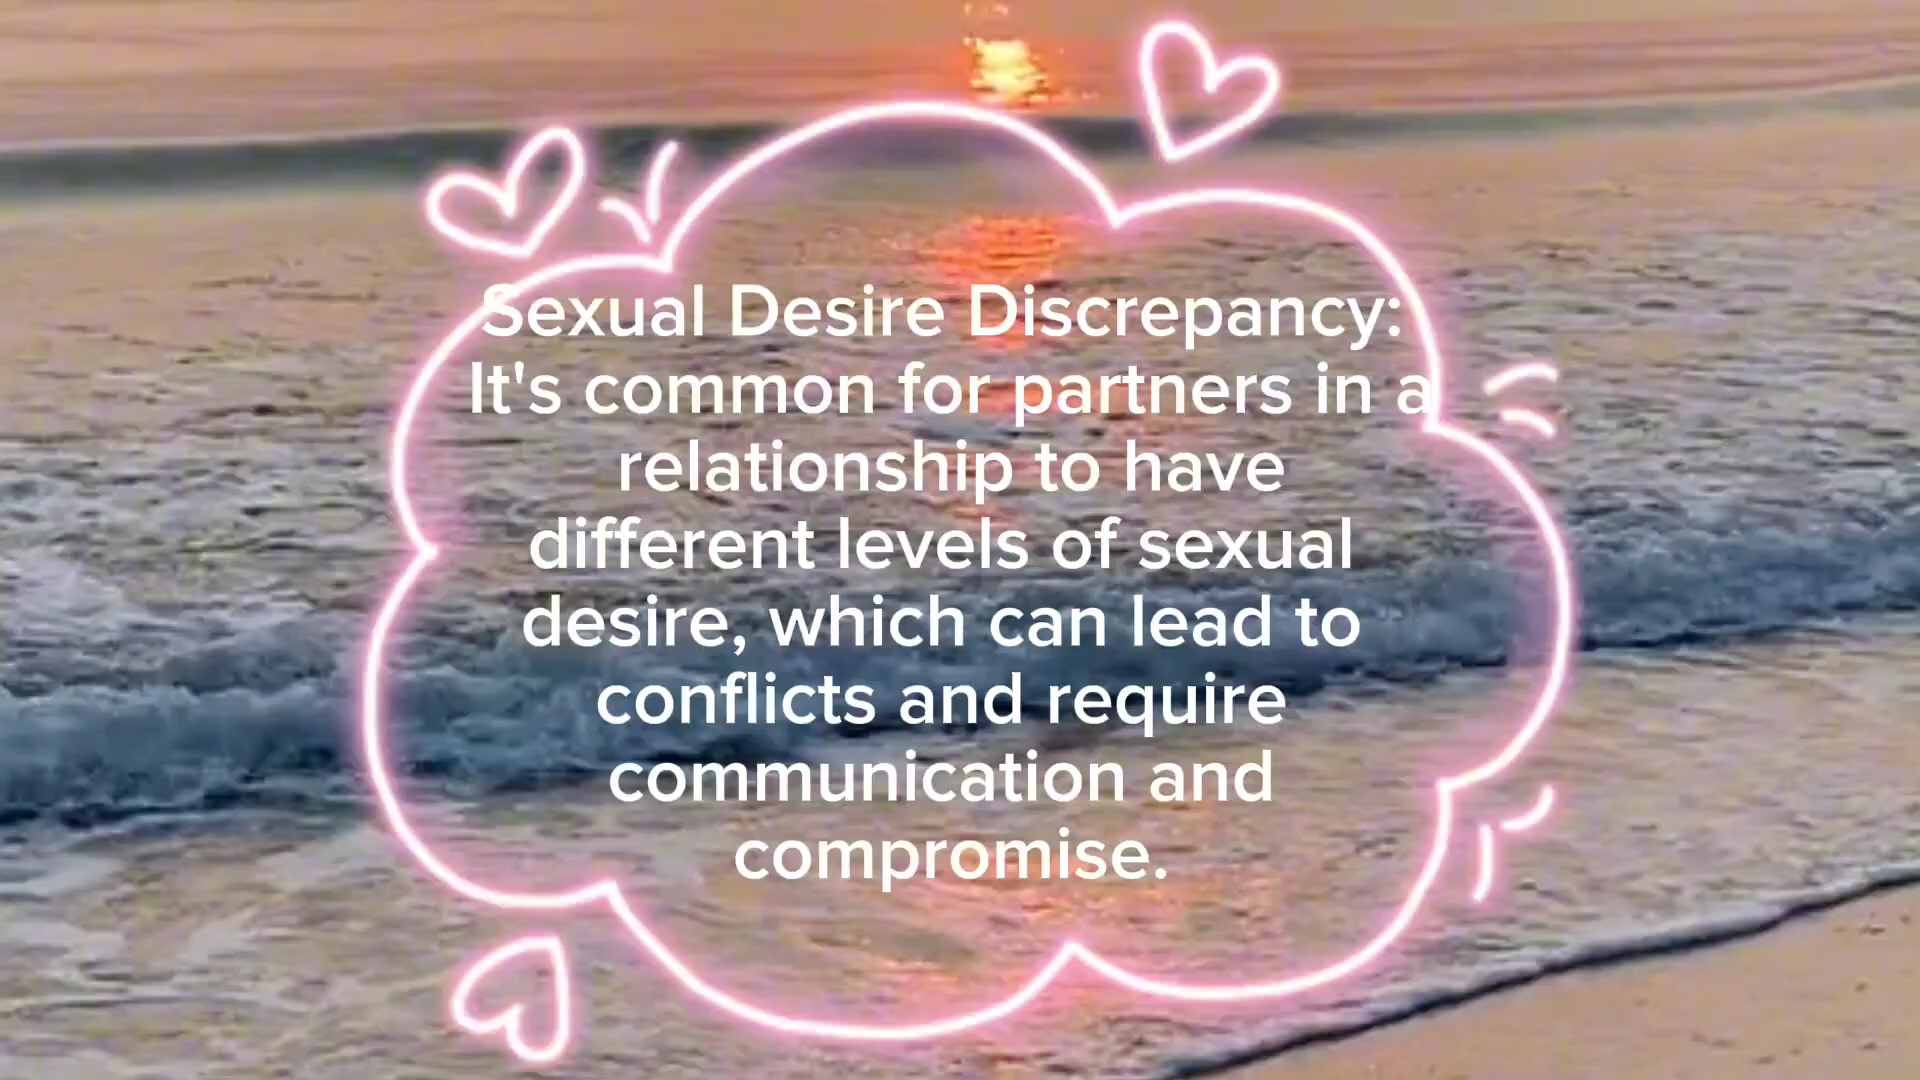 Sexual Desire Discrepancy:
It's common for partners in a
relationship to have
different levels of sexual
desire, which can lead to
conflicts and require
communication and
compromise.